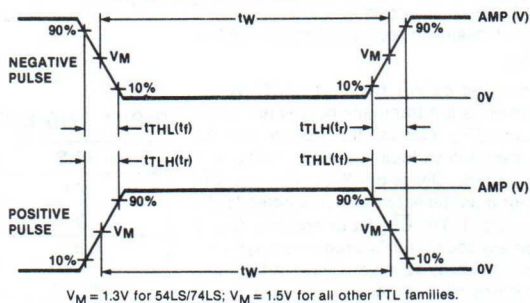 tW
AMP (V)
90%
90%
NEGATIVE
PULSE
VM
VM
10%
10%
0V
tTHL(tf)
tTLH(tr)
tTLH(tr)
tTHL(tf)
AMP (V)
90%
90%
POSITIVE
PULSE
VM
VM
10%
10%
tW
0V
VM = 1.3V for 54LS/74LS; VM = 1.5V for all other TTL families.